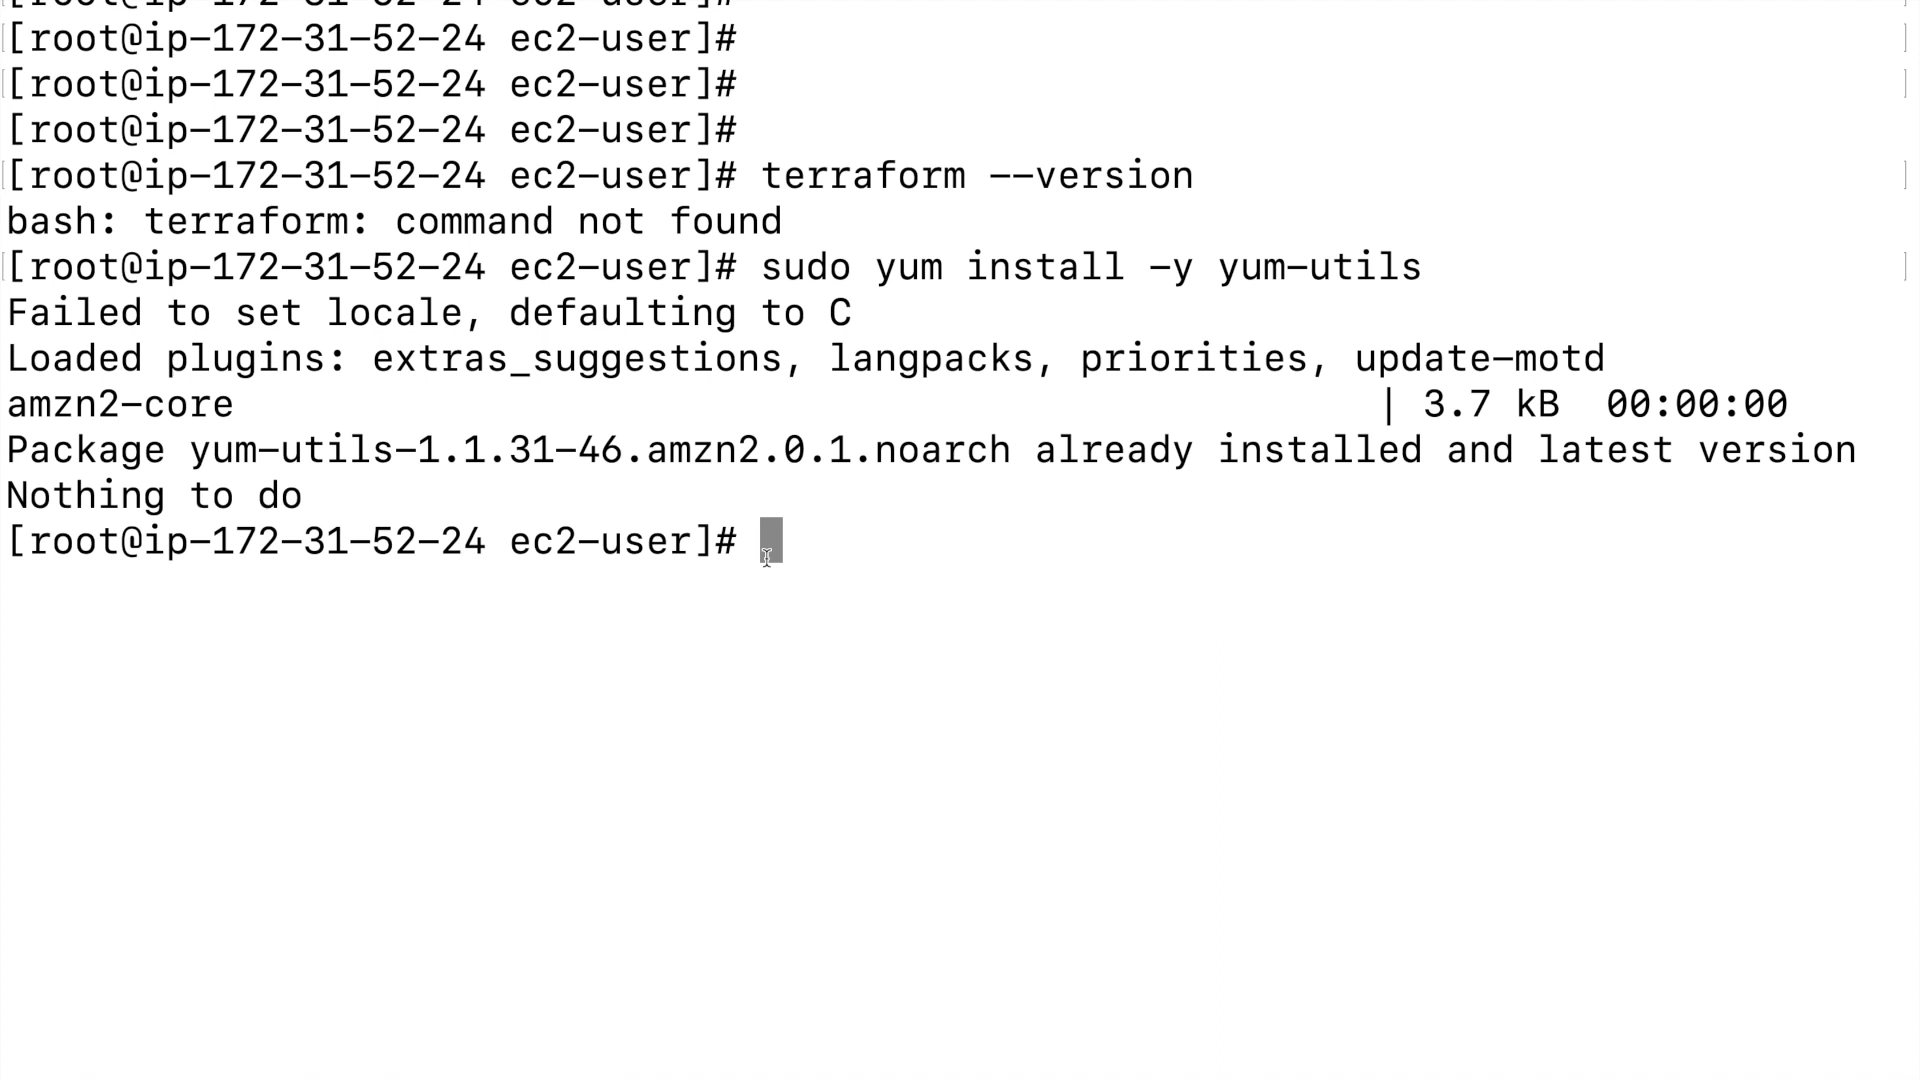 [root@ip-172-31-52-24 ec2-user]#
[root@ip-172-31-52-24 ec2-user]#
[root@ip-172-31-52-24 ec2-user]#
[root@ip-172-31-52-24 ec2-user]#
[root@ip-172-31-52-24 ec2-user]# terraform --version
bash: terraform: command not found
[root@ip-172-31-52-24 ec2-user]# sudo yum install -y yum-utils
Failed to set locale, defaulting to C
Loaded plugins: extras_suggestions, langpacks, priorities, update-motd
amzn2-core | 3.7 kB 00:00:00
Package yum-utils-1.1.31-46.amzn2.0.1.noarch already installed and latest version
Nothing to do
[root@ip-172-31-52-24 ec2-user]#